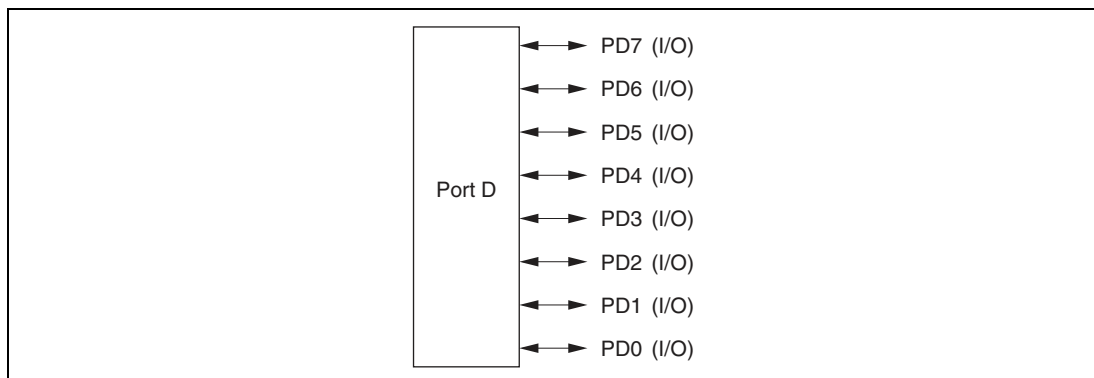 PD7 (I/O)
PD6 (I/O)
PD5 (I/O)
PD4 (I/O)
Port D
PD3 (I/O)
PD2 (I/O)
PD1 (I/O)
PD0 (I/O)